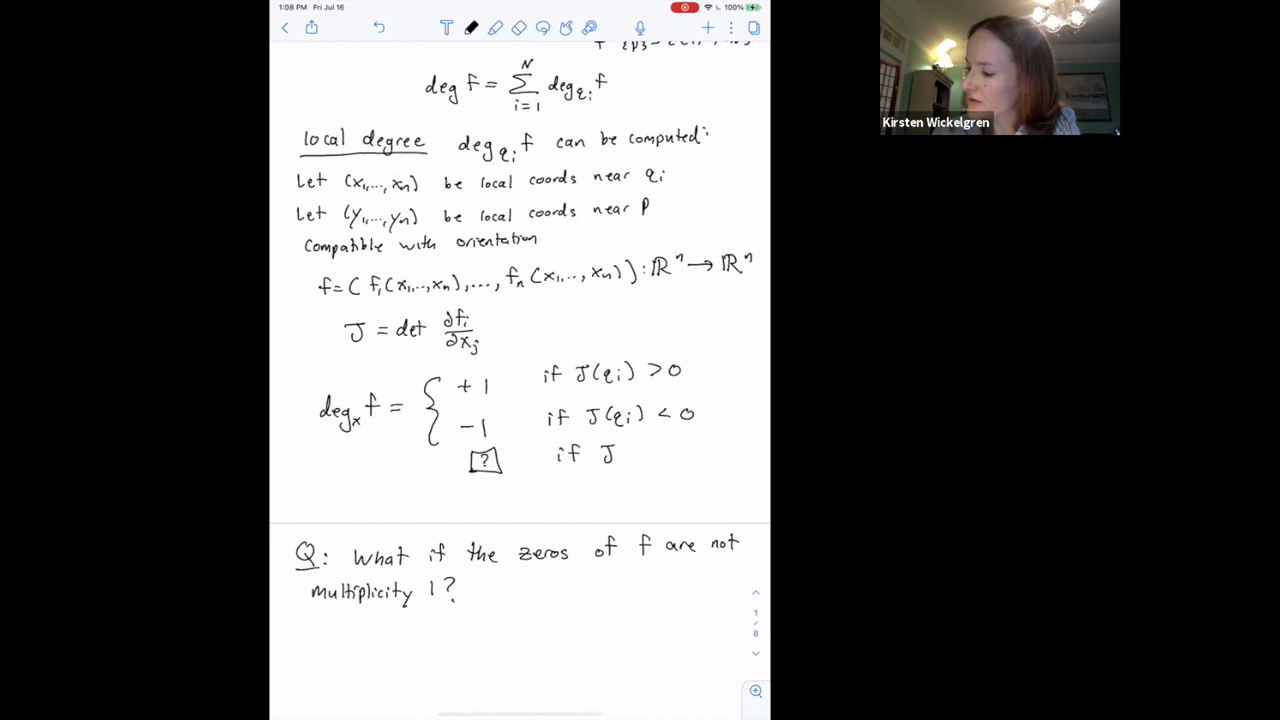 1:08 PM Fri Jul 16
100%
deg f = ∑_{i=1}^{N} deg_{q_i} f
local degree deg_{q_i} f can be computed:
Let (x_1,...,x_n) be local coords near q_i
Let (y_1,...,y_n) be local coords near p
compatible with orientation
f = ( f_1(x_1,...,x_n),..., f_n(x_1,...,x_n) ) : ℝ^n → ℝ^n
J = det ∂f_i/∂x_j
deg_x f = { +1 if J(q_i) > 0
-1 if J(q_i) < 0
? if J
Q: What if the zeros of f are not
multiplicity 1?
1
/
8
Kirsten Wickelgren